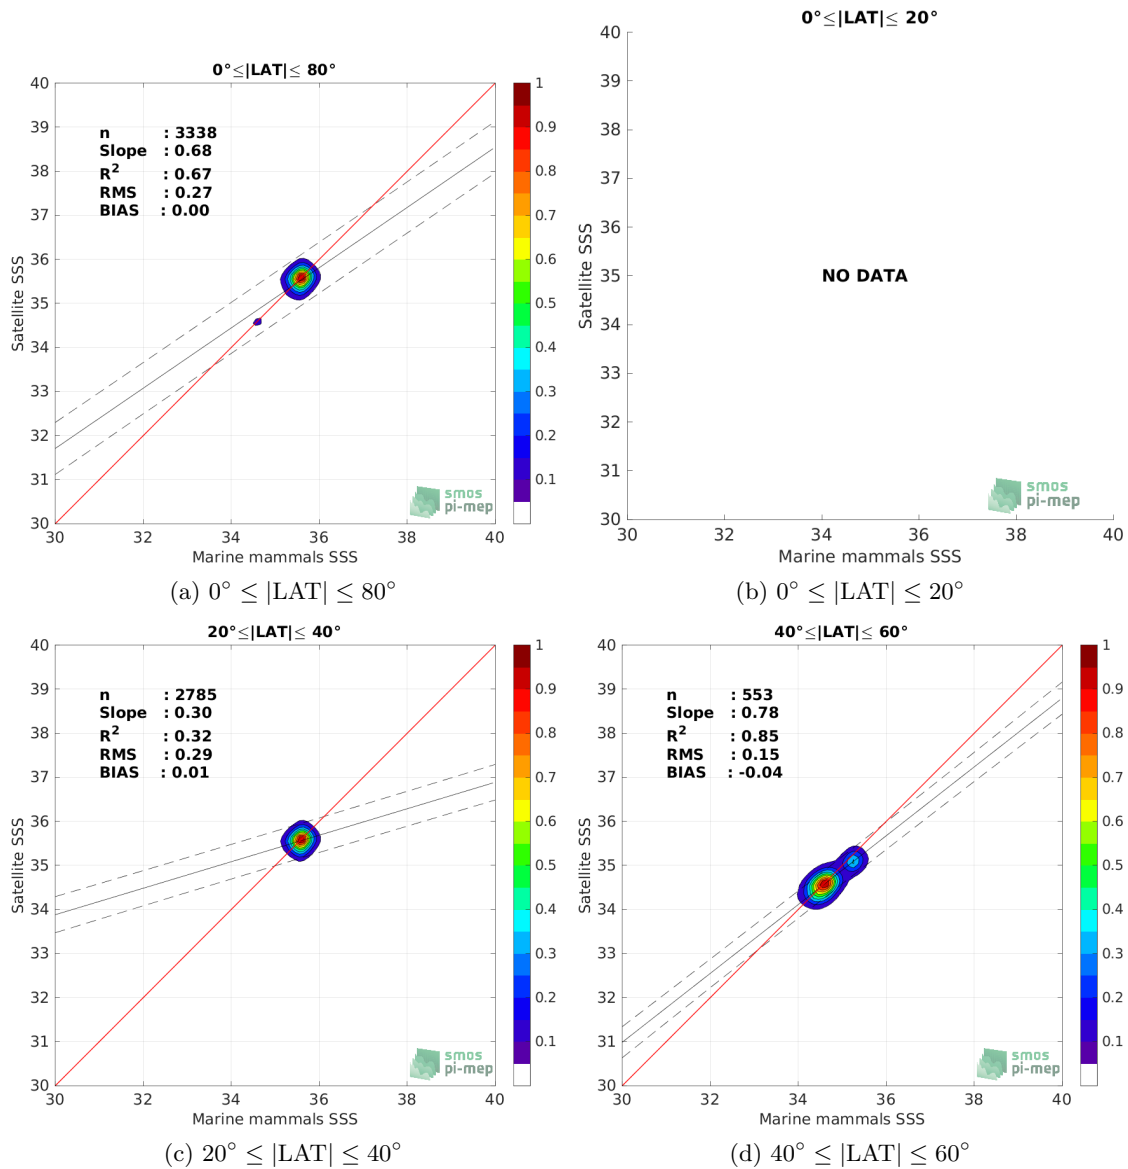 0°≤|LAT|≤ 80°
40
39
38
37
36
35
34
33
32
31
30
n : 3338
Slope : 0.68
R2 : 0.67
RMS : 0.27
BIAS : 0.00
Satellite SSS
30 32 34 36 38 40
Marine mammals SSS
1
0.9
0.8
0.7
0.6
0.5
0.4
0.3
0.2
0.1
smos
pi-mep
(a) 0° ≤ |LAT| ≤ 80°
0°≤|LAT|≤ 20°
40
39
38
37
36
35
34
33
32
31
30
Satellite SSS
NO DATA
smos
pi-mep
30 32 34 36 38 40
Marine mammals SSS
(b) 0° ≤ |LAT| ≤ 20°
20°≤|LAT|≤ 40°
40
39
38
37
36
35
34
33
32
31
30
n : 2785
Slope : 0.30
R2 : 0.32
RMS : 0.29
BIAS : 0.01
Satellite SSS
30 32 34 36 38 40
Marine mammals SSS
1
0.9
0.8
0.7
0.6
0.5
0.4
0.3
0.2
0.1
smos
pi-mep
(c) 20° ≤ |LAT| ≤ 40°
40°≤|LAT|≤ 60°
40
39
38
37
36
35
34
33
32
31
30
n : 553
Slope : 0.78
R2 : 0.85
RMS : 0.15
BIAS : -0.04
Satellite SSS
30 32 34 36 38 40
Marine mammals SSS
1
0.9
0.8
0.7
0.6
0.5
0.4
0.3
0.2
0.1
smos
pi-mep
(d) 40° ≤ |LAT| ≤ 60°